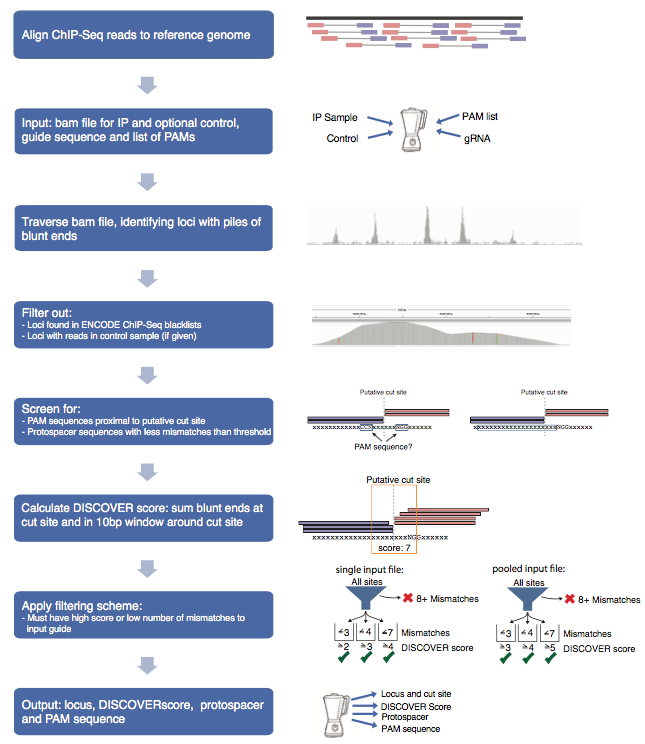 Align ChIP-Seq reads to reference genome
Input: bam file for IP and optional control,
guide sequence and list of PAMs
IP Sample
PAM list
Control
gRNA
Traverse bam file, identifying loci with piles of
blunt ends
Filter out:
- Loci found in ENCODE ChIP-Seq blacklists
- Loci with reads in control sample (if given)
Screen for:
- PAM sequences proximal to putative cut site
- Protospacer sequences with less mismatches than threshold
Putative cut site
PAM sequence?
Putative cut site
Calculate DISCOVER score: sum blunt ends at
cut site and in 10bp window around cut site
Putative cut site
score: 7
Apply filtering scheme:
- Must have high score or low number of mismatches to
input guide
single input file:
All sites
8+ Mismatches
≤3 ≤4 ≤7 Mismatches
≥2 ≥3 ≥4 DISCOVER score
pooled input file:
All sites
8+ Mismatches
≤3 ≤4 ≤7 Mismatches
≥3 ≥4 ≥5 DISCOVER score
Output: locus, DISCOVERscore, protospacer
and PAM sequence
Locus and cut site
DISCOVER Score
Protospacer
PAM sequence